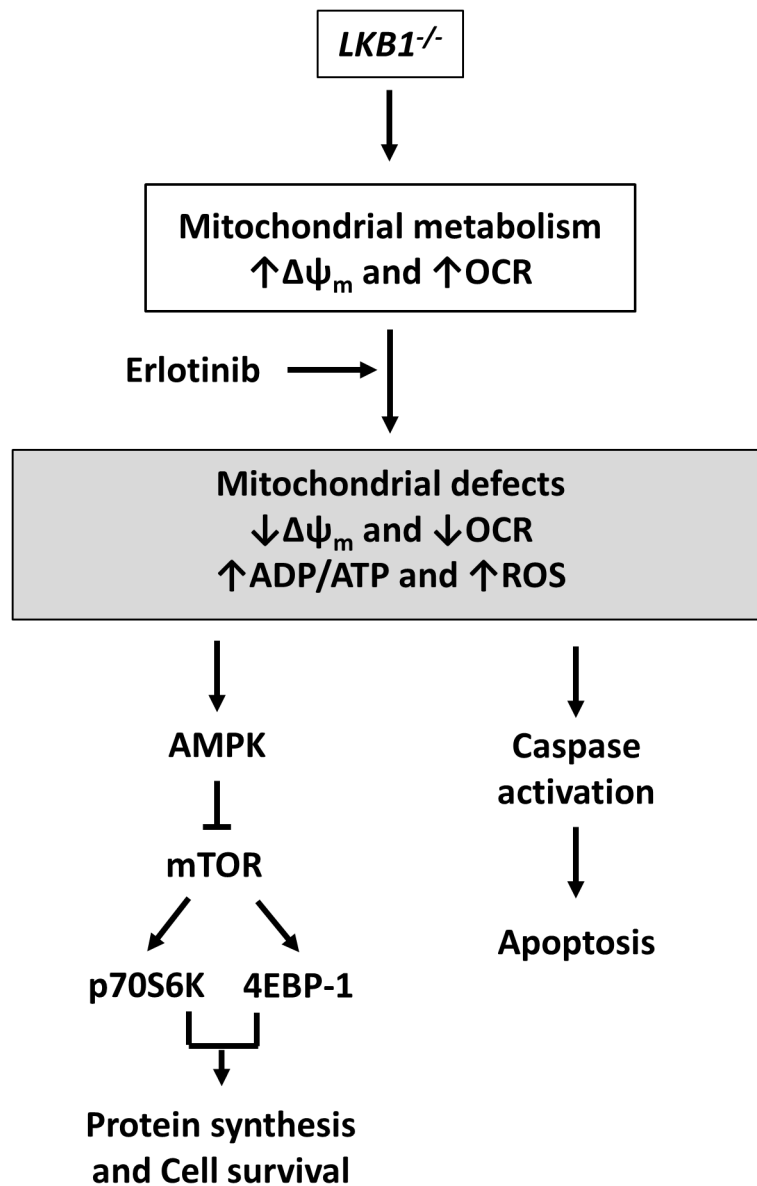 LKB1-/-
Mitochondrial metabolism
↑Δψm and ↑OCR
Erlotinib
Mitochondrial defects
↓Δψm and ↓OCR
↑ADP/ATP and ↑ROS
AMPK
Caspase
activation
mTOR
Apoptosis
p70S6K
4EBP-1
Protein synthesis
and Cell survival